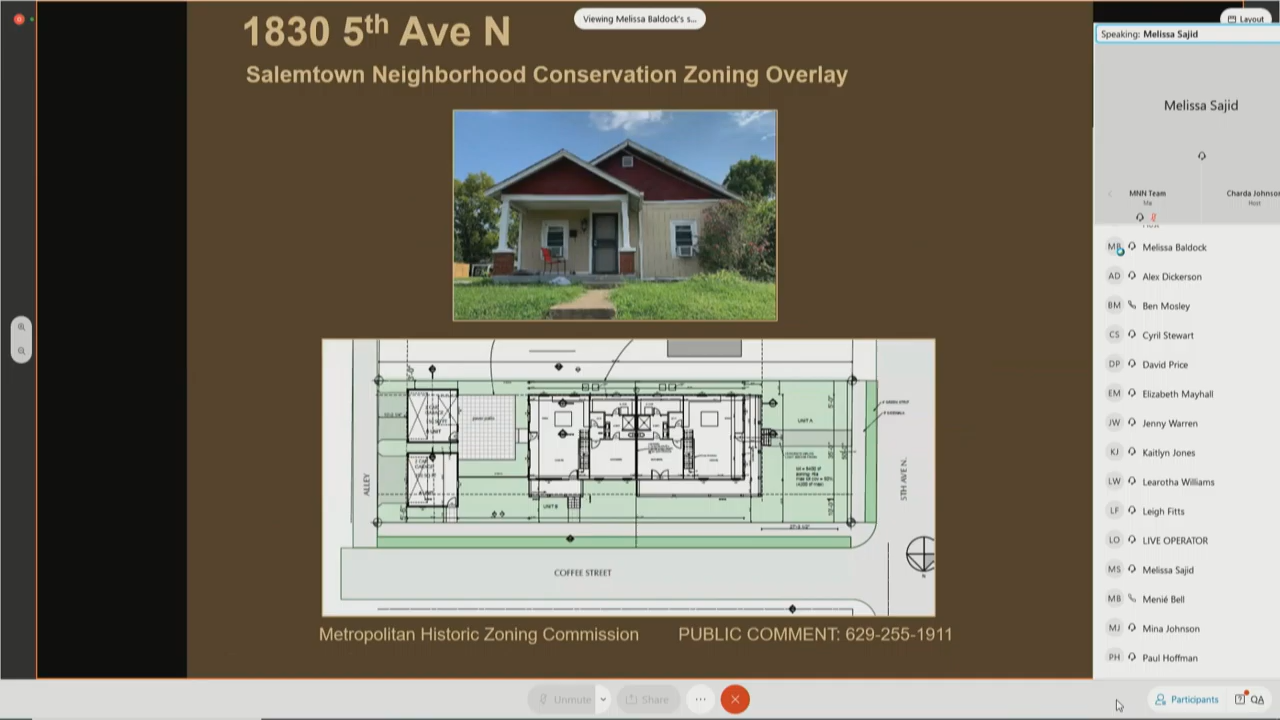 1830 5th Ave N
Viewing Melissa Baldock's s...
Salemtown Neighborhood Conservation Zoning Overlay
UNIT A
UNIT B
ALLEY
5TH AVE N.
COFFEE STREET
Metropolitan Historic Zoning Commission
PUBLIC COMMENT: 629-255-1911
Layout
Speaking: Melissa Sajid
Melissa Sajid
MNN Team
Me
Charda Johnson
Host
MB Melissa Baldock
AD Alex Dickerson
BM Ben Mosley
CS Cyril Stewart
DP David Price
EM Elizabeth Mayhall
JW Jenny Warren
KJ Kaitlyn Jones
LW Learotha Williams
LF Leigh Fitts
LO LIVE OPERATOR
MS Melissa Sajid
MB Menié Bell
MJ Mina Johnson
PH Paul Hoffman
Unmute
Share
Participants
QA